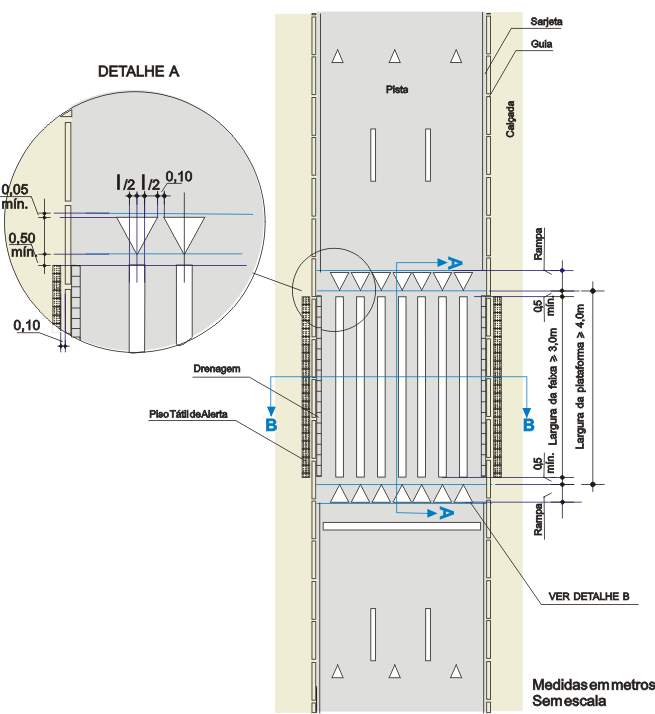 DETALHE A
l/2 l/2 0,10
0,05
mín.
0,50
mín.
0,10
Sarjeta
Guia
Pista
Calçada
A
Rampa
0,5
mín.
Largura da faixa ≥ 3,0m
Largura da plataforma ≥ 4,0m
Drenagem
B
B
Piso Tátil de Alerta
0,5
mín.
A
Rampa
VER DETALHE B
Medidas em metros
Sem escala